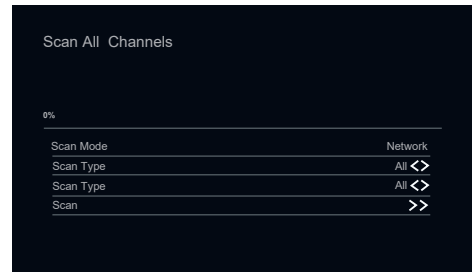 Scan All Channels
0%
Scan Mode Network
Scan Type All <>
Scan Type All <>
Scan >>